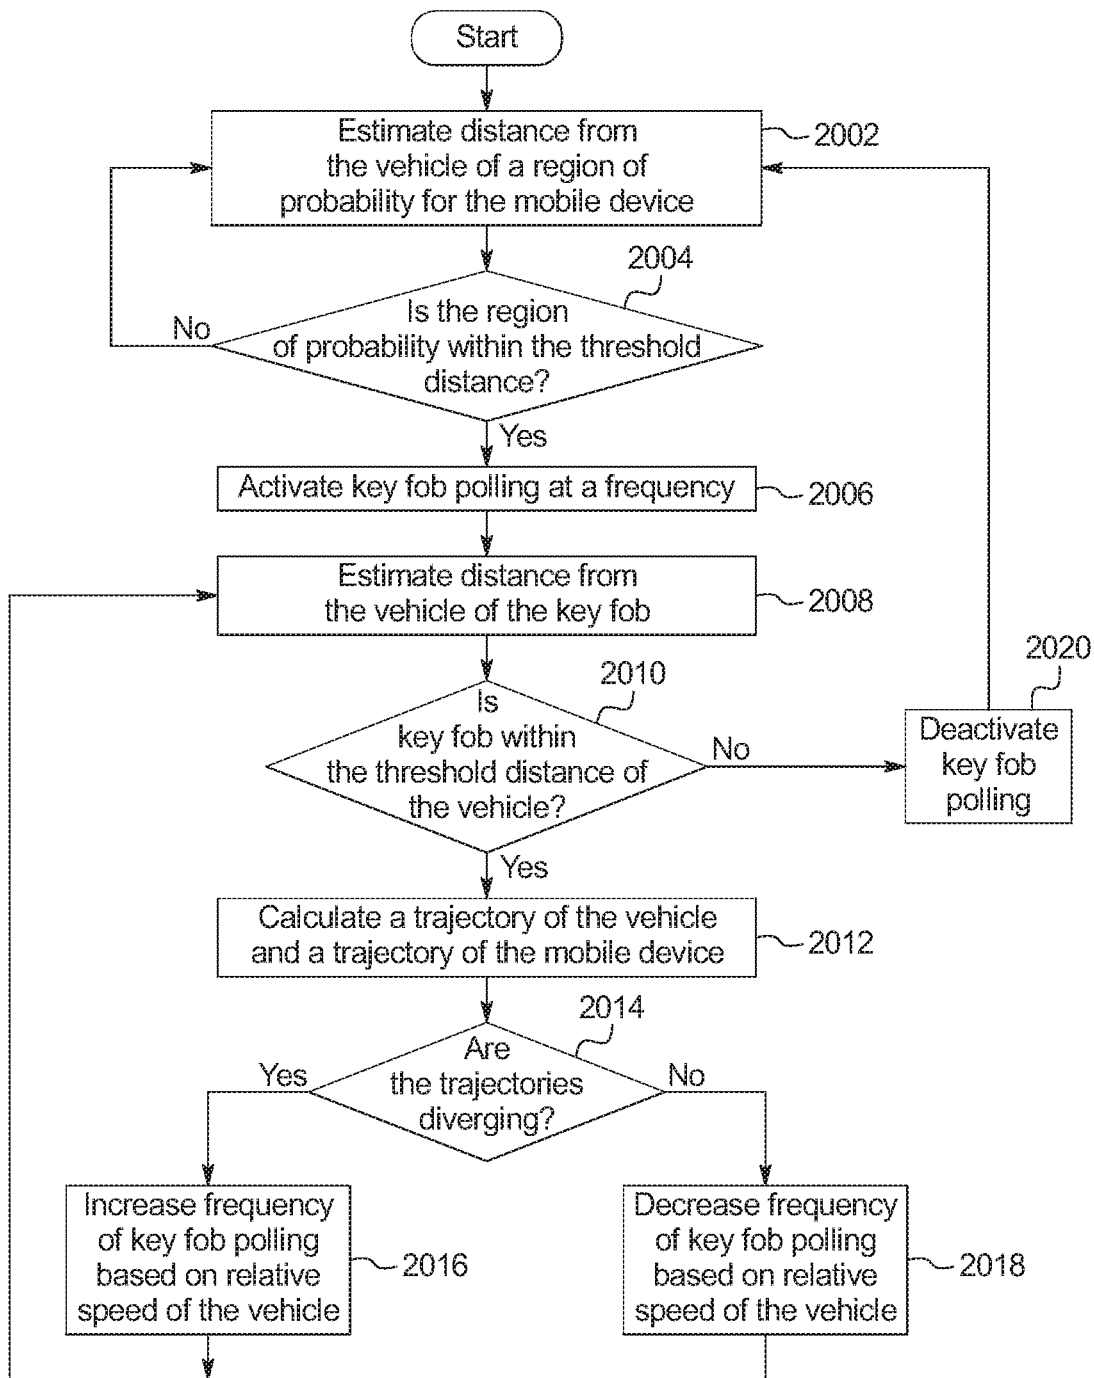 Start
Estimate distance from
the vehicle of a region of
probability for the mobile device
2002
2004
Is the region
of probability within the threshold
distance?
No
Yes
Activate key fob polling at a frequency
2006
Estimate distance from
the vehicle of the key fob
2008
2010
Is
key fob within
the threshold distance of
the vehicle?
No
2020
Deactivate
key fob
polling
Yes
Calculate a trajectory of the vehicle
and a trajectory of the mobile device
2012
2014
Are
the trajectories
diverging?
Yes
No
Increase frequency
of key fob polling
based on relative
speed of the vehicle
2016
Decrease frequency
of key fob polling
based on relative
speed of the vehicle
2018